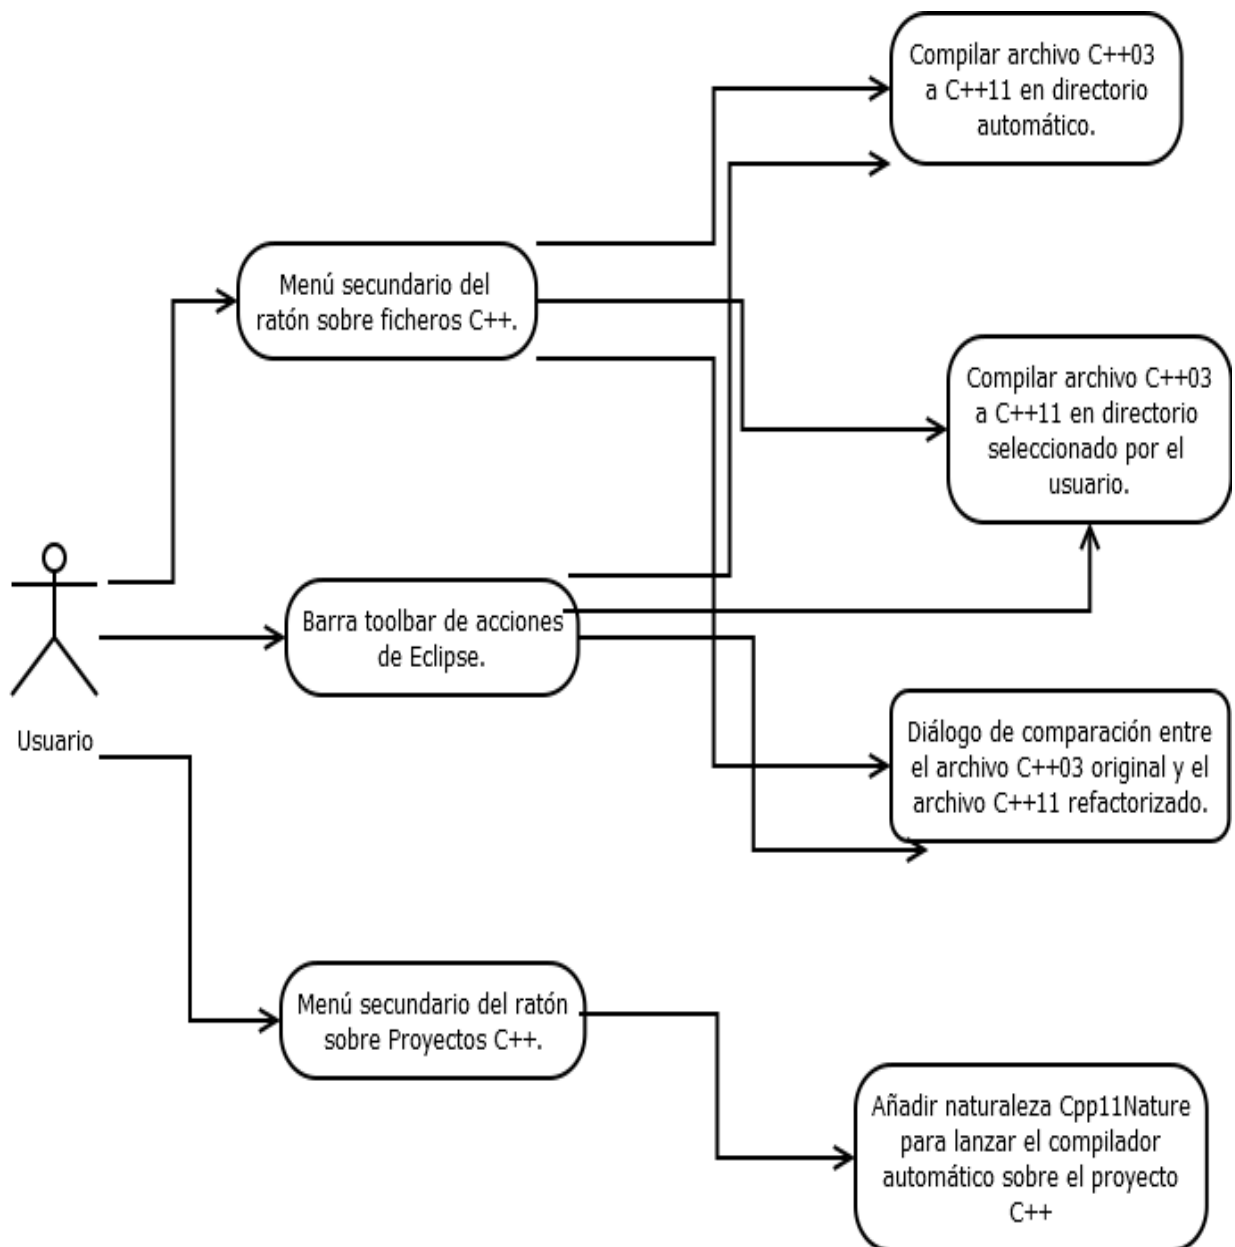 Compilar archivo C++03
a C++11 en directorio
automático.
Menú secundario del
ratón sobre ficheros C++.
Compilar archivo C++03
a C++11 en directorio
seleccionado por el
usuario.
Barra toolbar de acciones
de Eclipse.
Usuario
Diálogo de comparación entre
el archivo C++03 original y el
archivo C++11 refactorizado.
Menú secundario del ratón
sobre Proyectos C++.
Añadir naturaleza Cpp11Nature
para lanzar el compilador
automático sobre el proyecto
C++